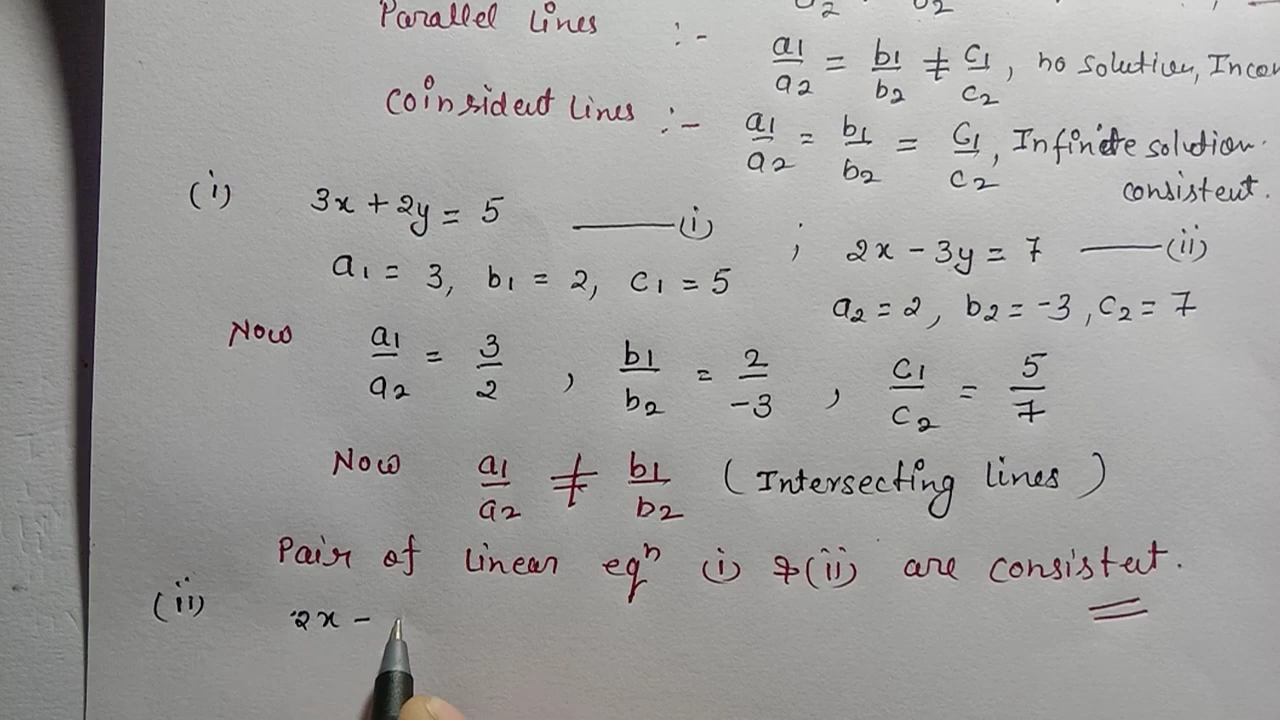 Parallel Lines :- a1/a2 = b1/b2 ≠ c1/c2, no solution, Incon
Coinsident Lines :- a1/a2 = b1/b2 = C1/c2, Infinite solution.
consistent.
(i) 3x + 2y = 5 ——— (i) ; 2x - 3y = 7 ——— (ii)
a1 = 3, b1 = 2, c1 = 5
a2 = 2, b2 = -3, c2 = 7
Now a1/a2 = 3/2, b1/b2 = 2/-3, c1/c2 = 5/7
Now a1/a2 ≠ b1/b2 (Intersecting lines)
Pair of linear eqn (i) & (ii) are consistent.
(ii) 2x -